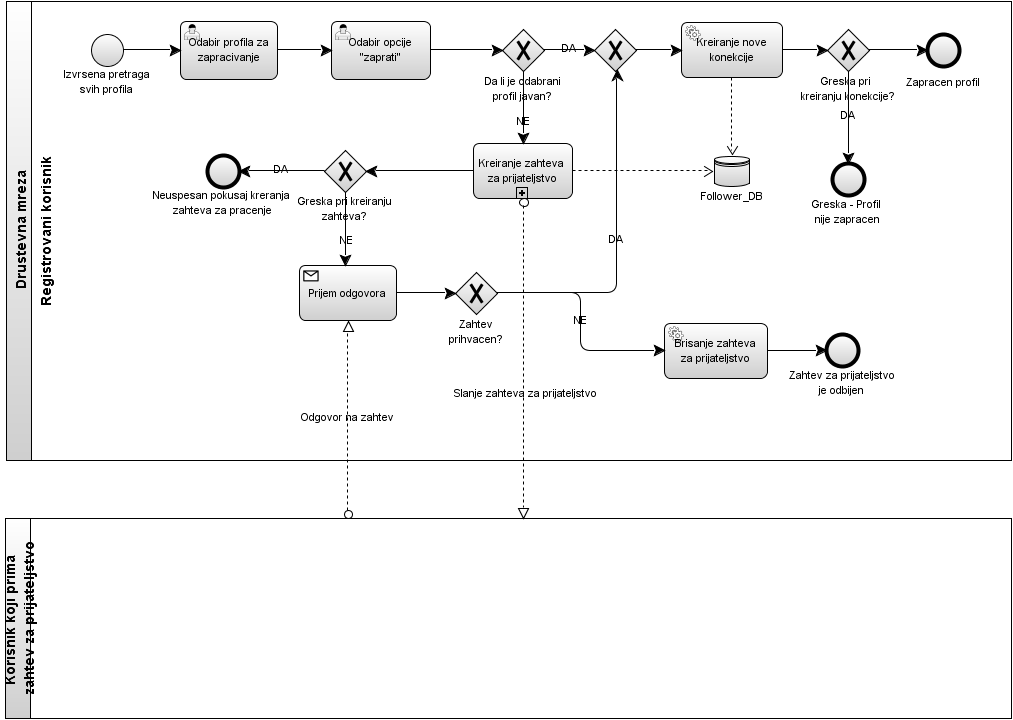 Drustevna mreza
Registrovani korisnik
Izvrsena pretraga
svih profila
Odabir profila za
zapracivanje
Odabir opcije
"zaprati"
Da li je odabrani
profil javan?
DA
NE
Kreiranje nove
konekcije
Greska pri
kreiranju konekcije?
DA
Zapracen profil
Greska - Profil
nije zapracen
Follower_DB
Kreiranje zahteva
za prijateljstvo
Greska pri kreiranju
zahteva?
DA
Neuspesan pokusaj kreranja
zahteva za pracenje
NE
Prijem odgovora
Zahtev
prihvacen?
DA
NE
Brisanje zahteva
za prijateljstvo
Zahtev za prijateljstvo
je odbijen
Odgovor na zahtev
Slanje zahteva za prijateljstvo
Korisnik koji prima
zahtev za prijateljstvo